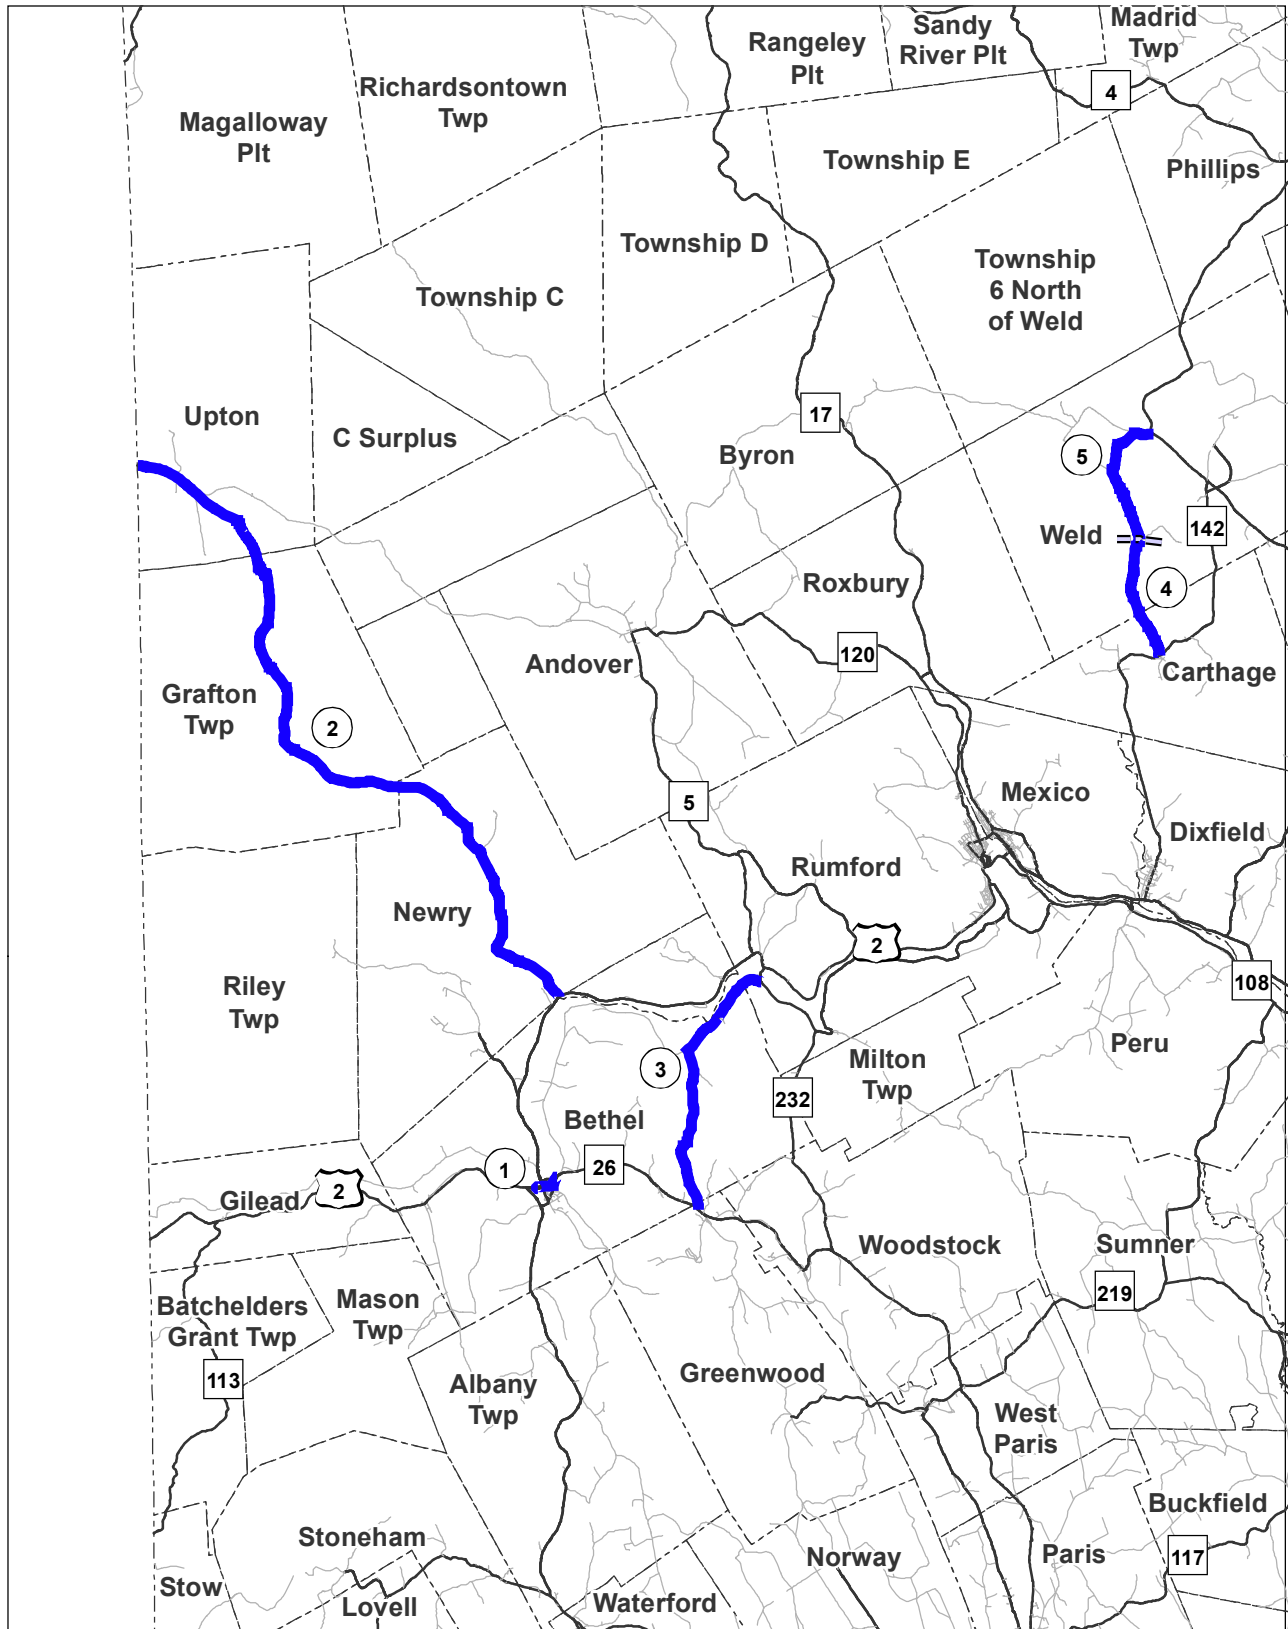 Madrid
Twp
Sandy
River Plt
Rangeley
Plt
Richardsontown
Twp
4
Magalloway
Plt
Township E
Phillips
Township D
Township
6 North
of Weld
Township C
Upton
17
C Surplus
Byron
5
142
Weld
Roxbury
4
120
Andover
Carthage
Grafton
Twp
2
5
Mexico
Dixfield
Rumford
Newry
2
108
Riley
Twp
Peru
3
Milton
Twp
232
Bethel
1
26
2
Gilead
Woodstock
Sumner
219
Batchelders
Grant Twp
Mason
Twp
113
Greenwood
Albany
Twp
West
Paris
Buckfield
Stoneham
Norway
Paris
117
Stow
Lovell
Waterford